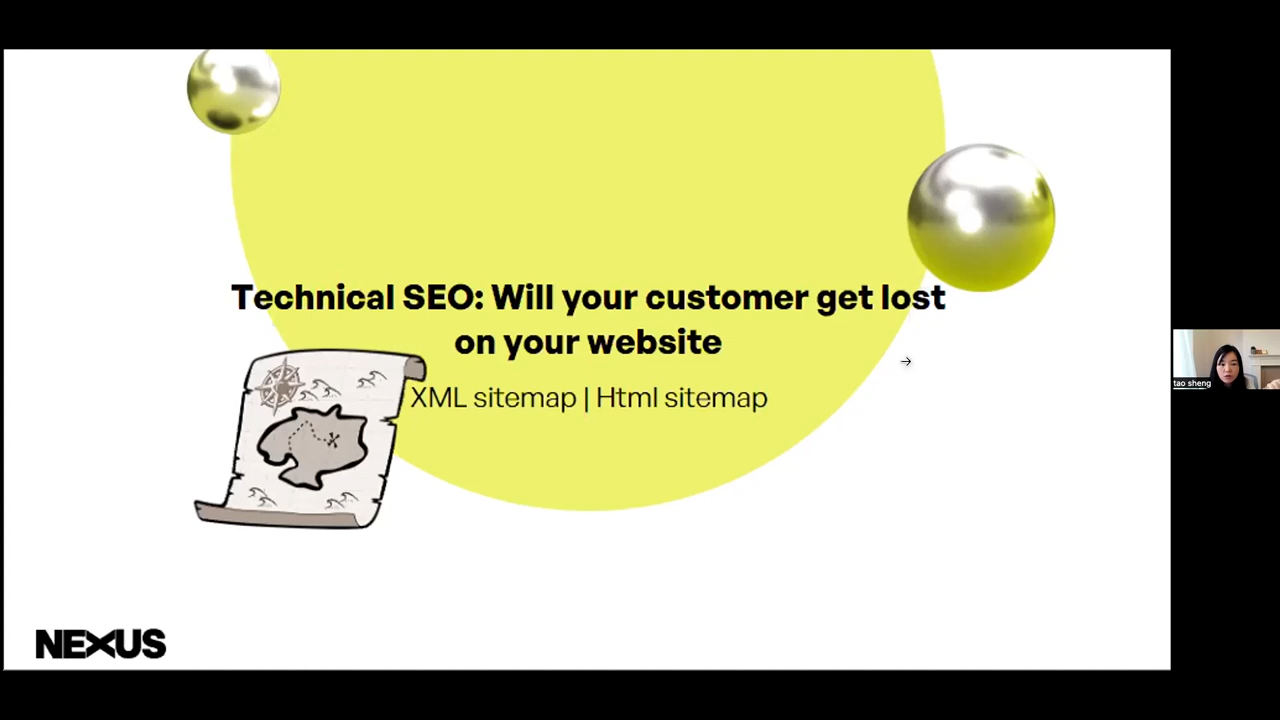 Technical SEO: Will your customer get lost
on your website
XML sitemap | Html sitemap
tao sheng
NEXUS